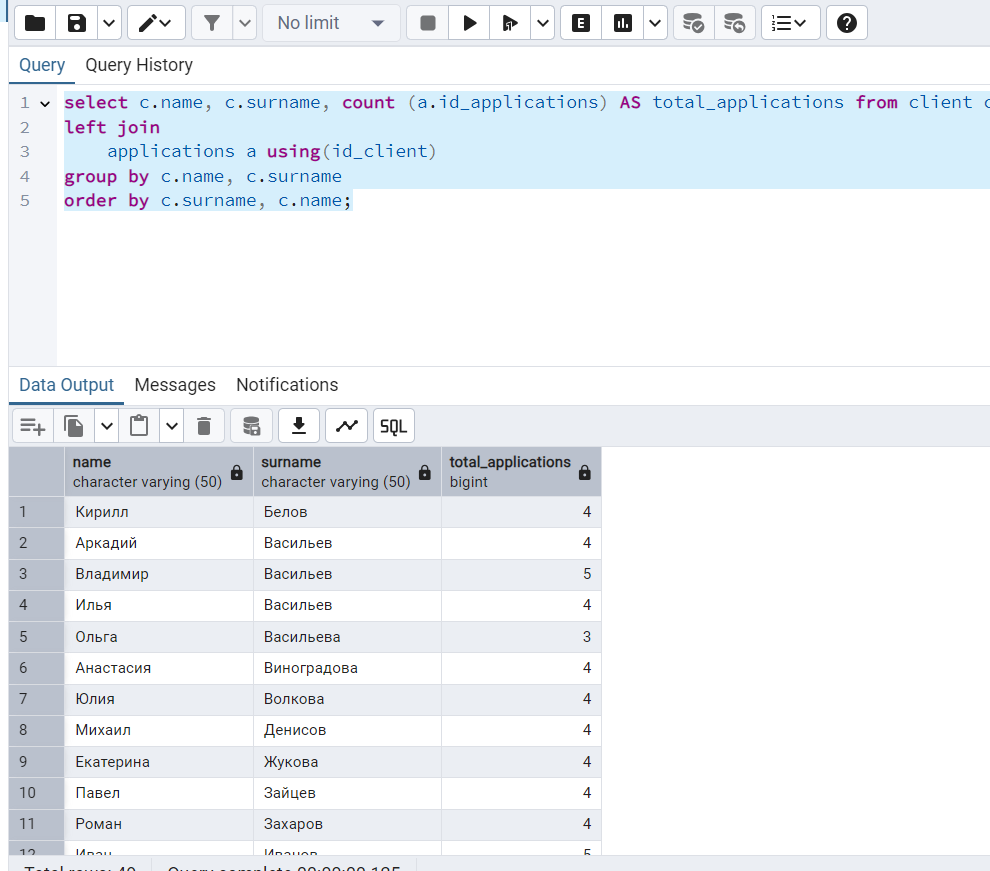 No limit
Query Query History
1 select c.name, c.surname, count (a.id_applications) AS total_applications from client c
2 left join
3 applications a using(id_client)
4 group by c.name, c.surname
5 order by c.surname, c.name;
Data Output Messages Notifications
SQL
name surname total_applications
character varying (50) character varying (50) bigint
1 Кирилл Белов 4
2 Аркадий Васильев 4
3 Владимир Васильев 5
4 Илья Васильев 4
5 Ольга Васильева 3
6 Анастасия Виноградова 4
7 Юлия Волкова 4
8 Михаил Денисов 4
9 Екатерина Жукова 4
10 Павел Зайцев 4
11 Роман Захаров 4
12 Иван Иванов 5
Total rows: Query complete